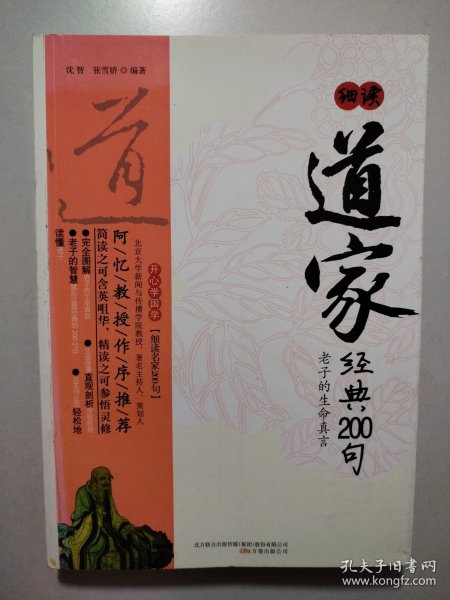 沈智 张雪娇◎编著
细读
道家
经典200句
老子的生命真言
道
开心学国学
【细读名家200句】
北京大学新闻与传播学院教授、著名主持人、策划人
阿/忆/教/授/作/序/推/荐
简读之可含英咀华，精读之可参悟灵修
●完全图解
●直观剖析
●老子的智慧
●轻松地
读懂
北方联合出版传媒(集团)股份有限公司
万卷出版公司
孔夫子旧书网
www.kongfz.com